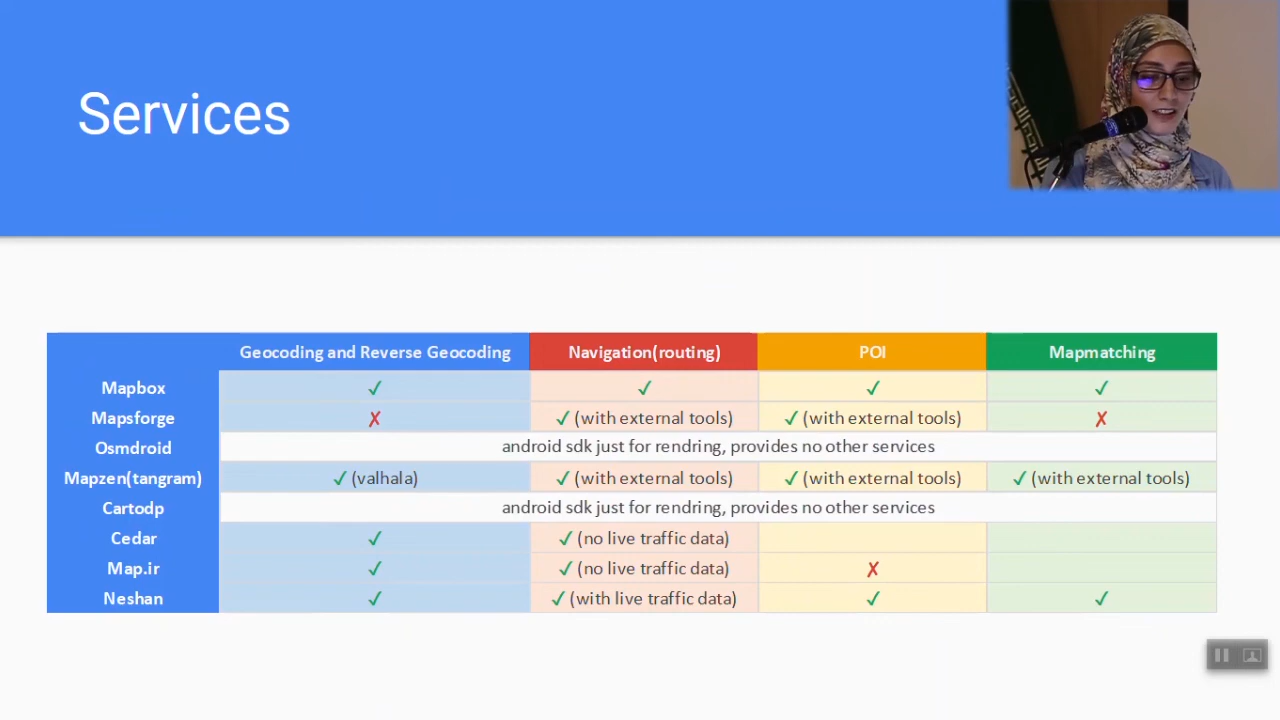 Services
Geocoding and Reverse Geocoding Navigation(routing) POI Mapmatching
Mapbox ✓ ✓ ✓ ✓
Mapsforge ✗ ✓ (with external tools) ✓ (with external tools) ✗
Osmdroid android sdk just for rendring, provides no other services
Mapzen(tangram) ✓ (valhala) ✓ (with external tools) ✓ (with external tools) ✓ (with external tools)
Cartodp android sdk just for rendring, provides no other services
Cedar ✓ ✓ (no live traffic data)
Map.ir ✓ ✓ (no live traffic data) ✗
Neshan ✓ ✓ (with live traffic data) ✓ ✓